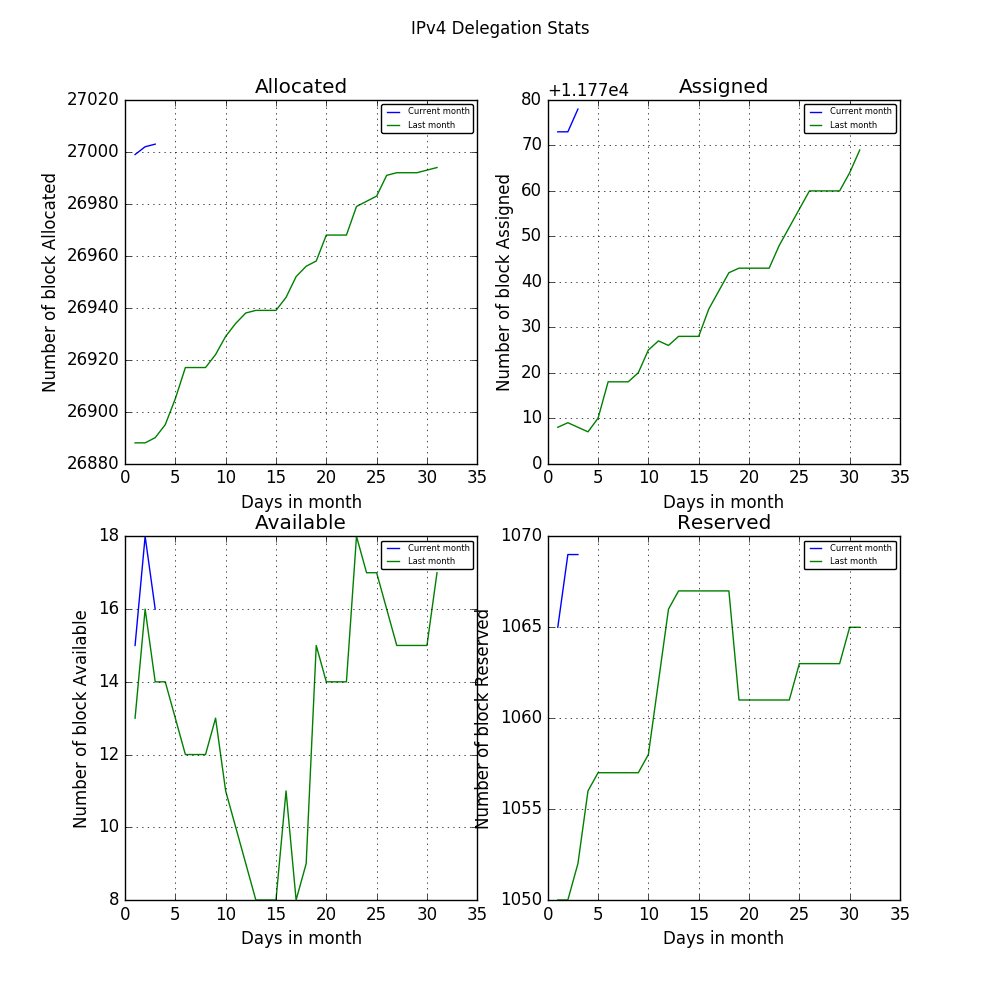 IPv4 Delegation Stats
Allocated
27020
27000
26980
26960
26940
26920
26900
26880
0 5 10 15 20 25 30 35
Number of block Allocated
Days in month
Current month
Last month
+1.177e4
Assigned
80
70
60
50
40
30
20
10
0
0 5 10 15 20 25 30 35
Number of block Assigned
Days in month
Current month
Last month
Available
18
16
14
12
10
8
0 5 10 15 20 25 30 35
Number of block Available
Days in month
Current month
Last month
Reserved
1070
1065
1060
1055
1050
0 5 10 15 20 25 30 35
Number of block Reserved
Days in month
Current month
Last month